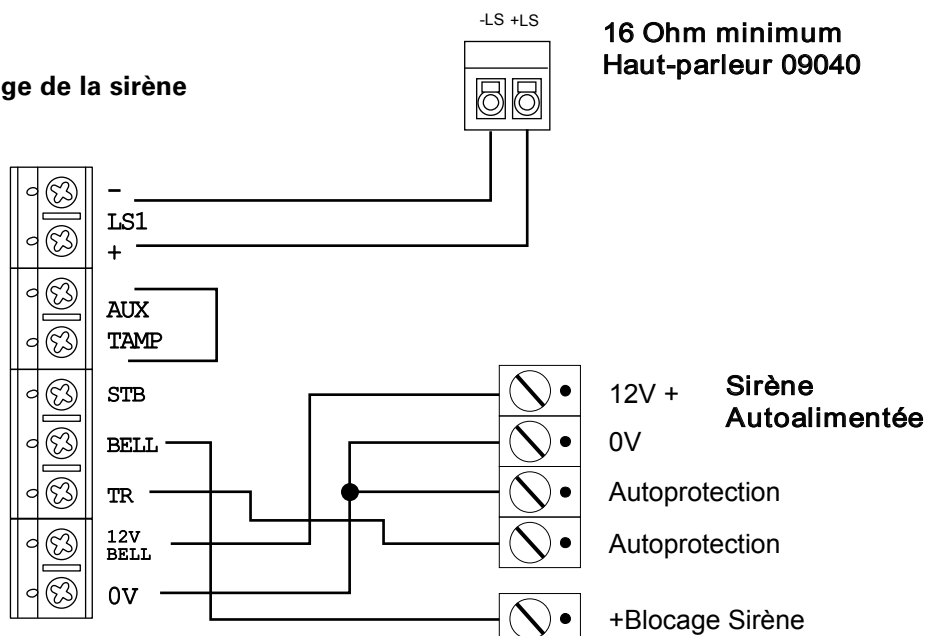 -LS +LS
16 Ohm minimum
Haut-parleur 09040
ge de la sirène
-
LS1
+
AUX
TAMP
STB
BELL
TR
12V
BELL
0V
12V +
0V
Autoprotection
Autoprotection
+Blocage Sirène
Sirène
Autoalimentée